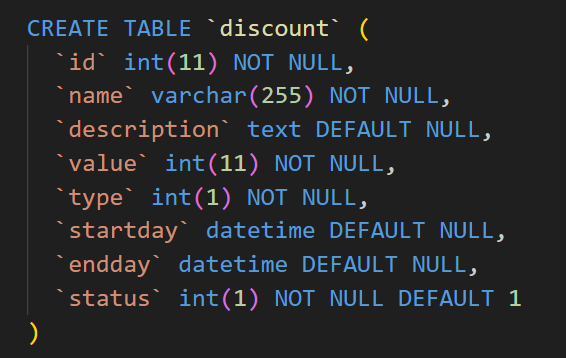 CREATE TABLE `discount` (
  `id` int(11) NOT NULL,
  `name` varchar(255) NOT NULL,
  `description` text DEFAULT NULL,
  `value` int(11) NOT NULL,
  `type` int(1) NOT NULL,
  `startday` datetime DEFAULT NULL,
  `endday` datetime DEFAULT NULL,
  `status` int(1) NOT NULL DEFAULT 1
)